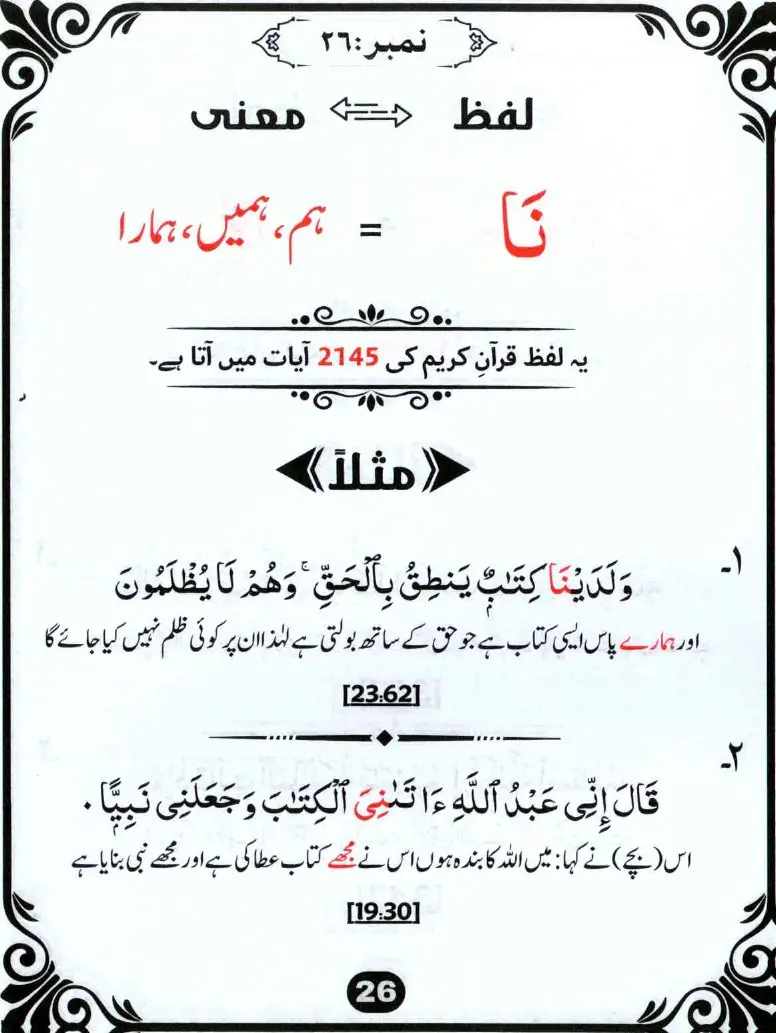 نمبر:۲۶
لفظ ⇐⇒ معنی
نَا = ہم، ہمیں، ہمارا
یہ لفظ قرآنِ کریم کی 2145 آیات میں آتا ہے۔
مثلاً
۱۔ وَلَدَيۡنَا كِتَٰبٞ يَنطِقُ بِٱلۡحَقِّ ۚ وَهُمۡ لَا يُظۡلَمُونَ
اور ہمارے پاس ایسی کتاب ہے جو حق کے ساتھ بولتی ہے لہٰذا ان پر کوئی ظلم نہیں کیا جائے گا
[23:62]
۲۔ قَالَ إِنِّي عَبۡدُ ٱللَّهِ ءَاتَىٰنِيَ ٱلۡكِتَٰبَ وَجَعَلَنِي نَبِيّٗا .
اس (بچے) نے کہا: میں اللہ کا بندہ ہوں اس نے مجھے کتاب عطا کی ہے اور مجھے نبی بنایا ہے
[19:30]
26